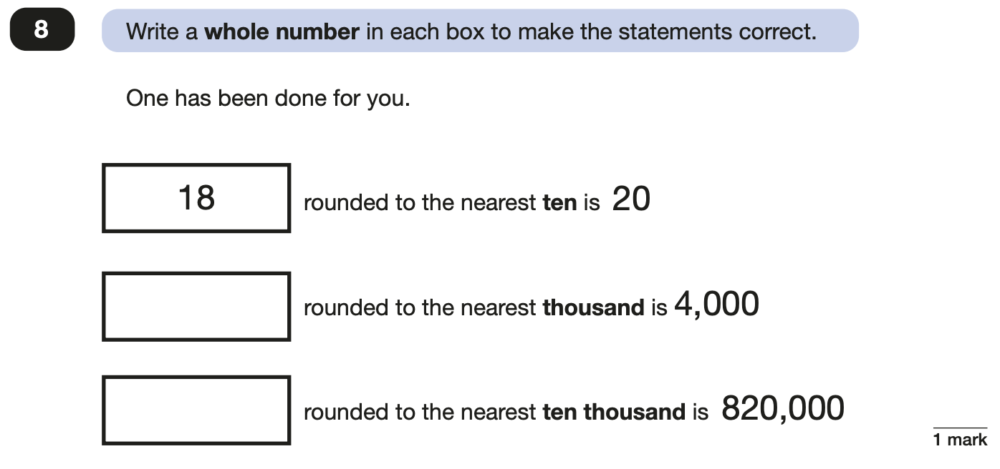 8 Write a whole number in each box to make the statements correct.
One has been done for you.
18 rounded to the nearest ten is 20
rounded to the nearest thousand is 4,000
rounded to the nearest ten thousand is 820,000
1 mark